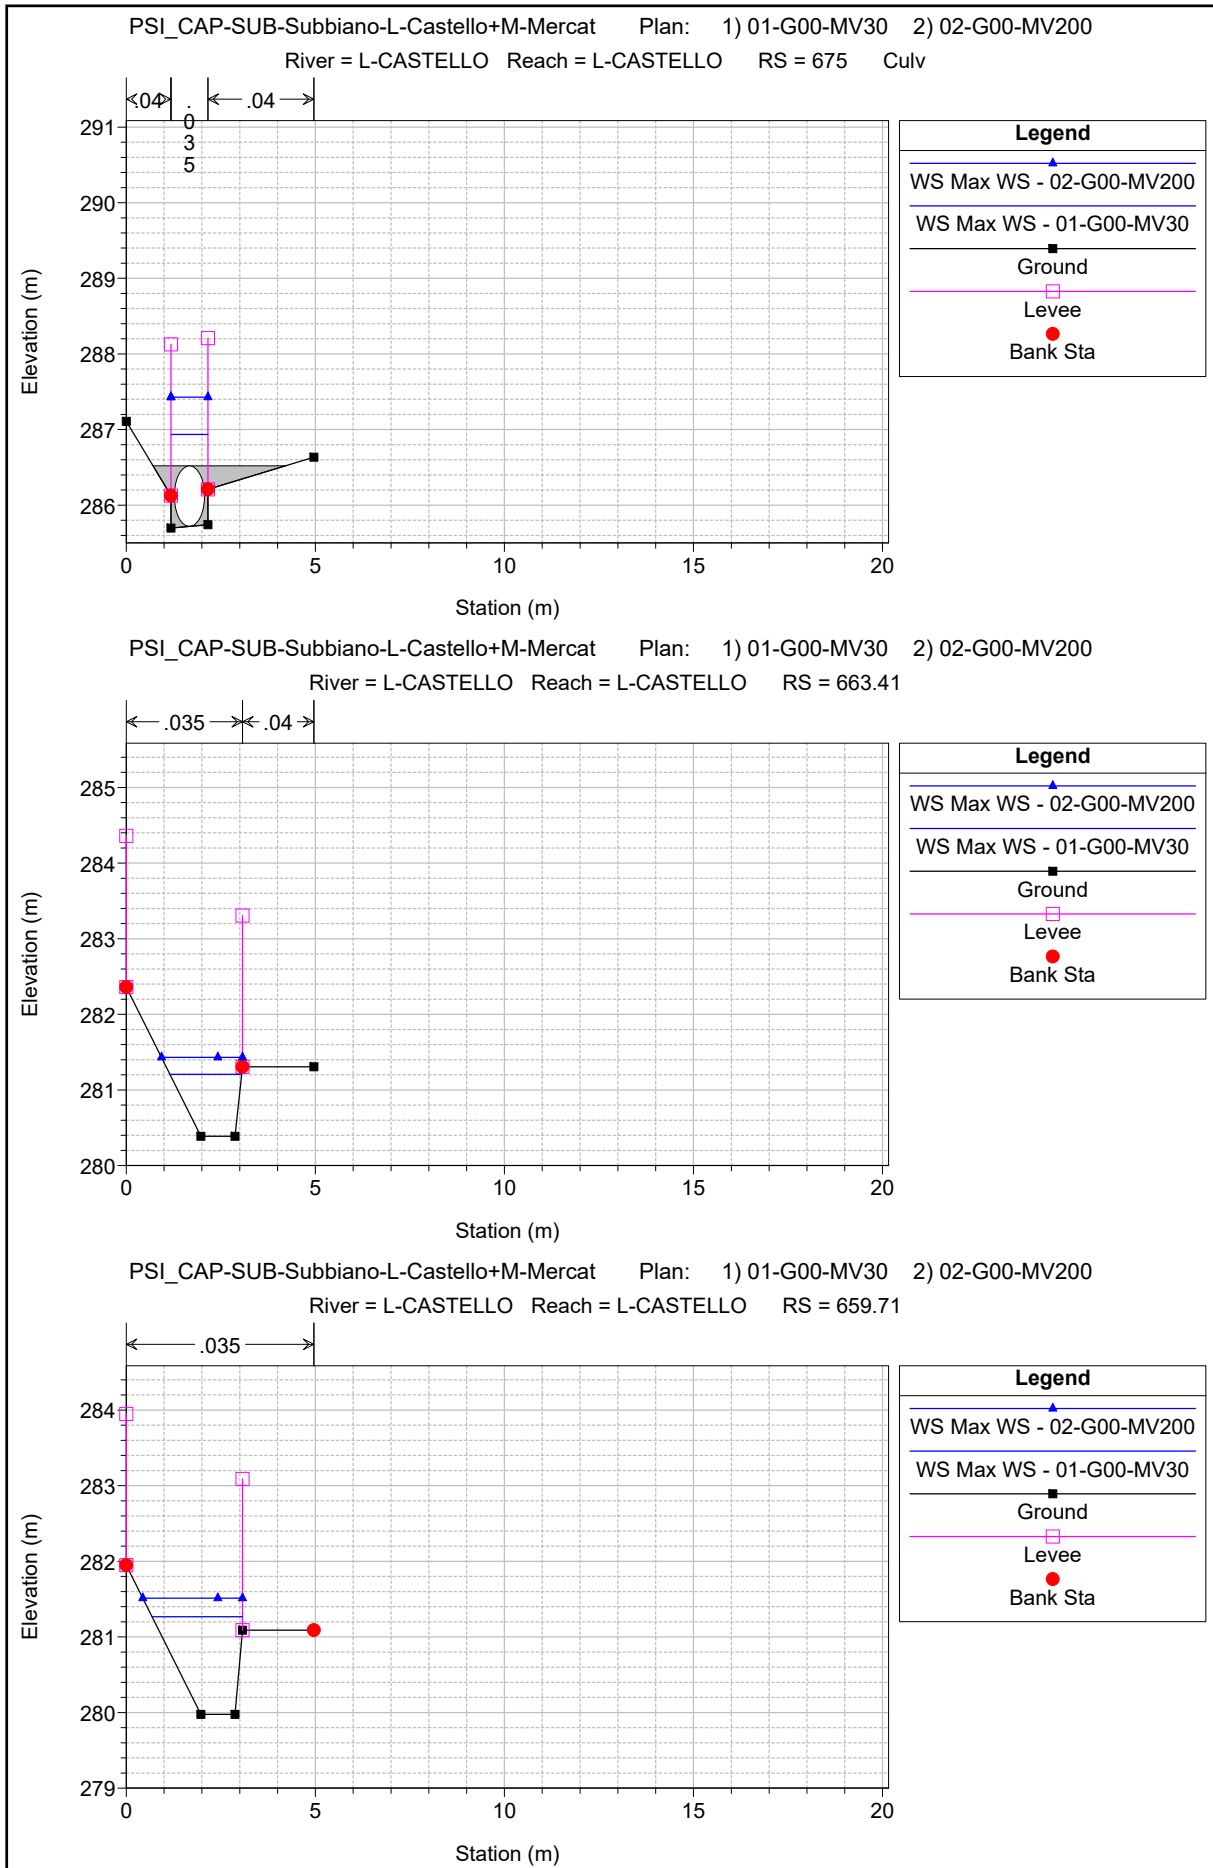 PSI_CAP-SUB-Subbiano-L-Castello+M-Mercat Plan: 1) 01-G00-MV30 2) 02-G00-MV200
River = L-CASTELLO Reach = L-CASTELLO RS = 675 Culv
.04 .035 .04
291
290
289
288
287
286
Elevation (m)
0 5 10 15 20
Station (m)
Legend
WS Max WS - 02-G00-MV200
WS Max WS - 01-G00-MV30
Ground
Levee
Bank Sta
PSI_CAP-SUB-Subbiano-L-Castello+M-Mercat Plan: 1) 01-G00-MV30 2) 02-G00-MV200
River = L-CASTELLO Reach = L-CASTELLO RS = 663.41
.035 .04
285
284
283
282
281
280
Elevation (m)
0 5 10 15 20
Station (m)
Legend
WS Max WS - 02-G00-MV200
WS Max WS - 01-G00-MV30
Ground
Levee
Bank Sta
PSI_CAP-SUB-Subbiano-L-Castello+M-Mercat Plan: 1) 01-G00-MV30 2) 02-G00-MV200
River = L-CASTELLO Reach = L-CASTELLO RS = 659.71
.035
284
283
282
281
280
279
Elevation (m)
0 5 10 15 20
Station (m)
Legend
WS Max WS - 02-G00-MV200
WS Max WS - 01-G00-MV30
Ground
Levee
Bank Sta